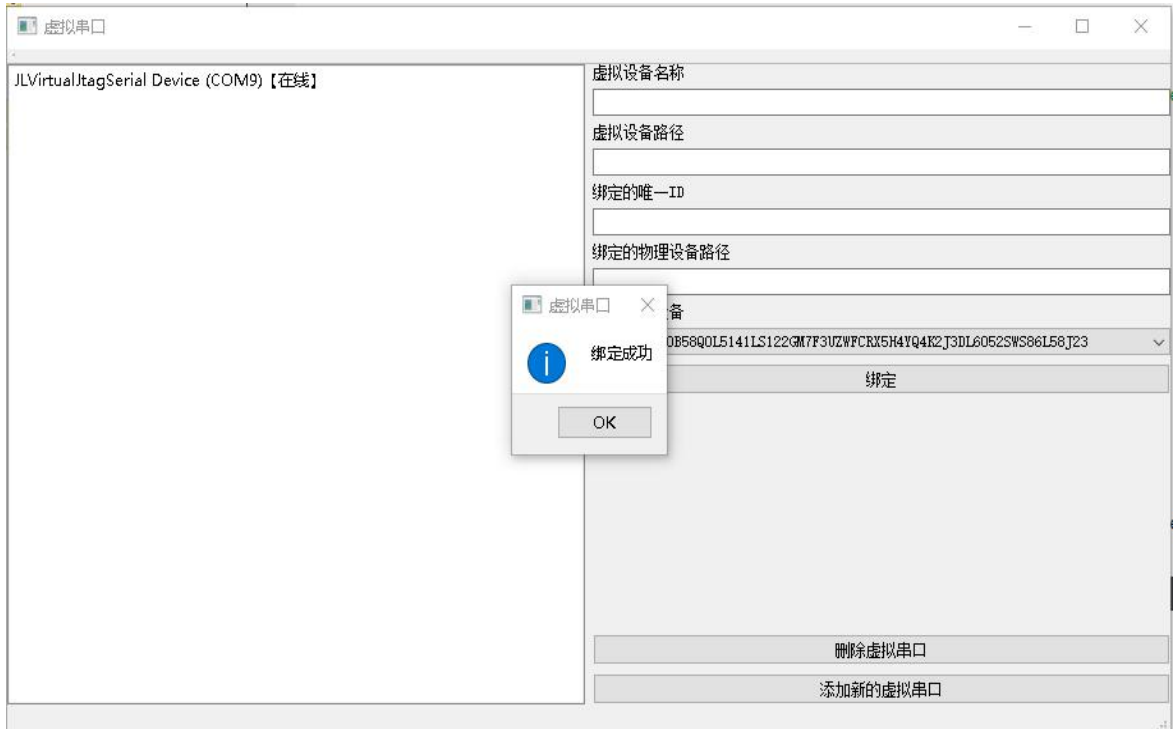 虚拟串口
JLVirtualJtagSerial Device (COM9)【在线】
虚拟设备名称
虚拟设备路径
绑定的唯一ID
绑定的物理设备路径
备
0B58Q0L5141LS122GM7F3UZWFCRX5H4YQ4K2J3DL6052SWS86L58J23
绑定
虚拟串口
绑定成功
OK
删除虚拟串口
添加新的虚拟串口